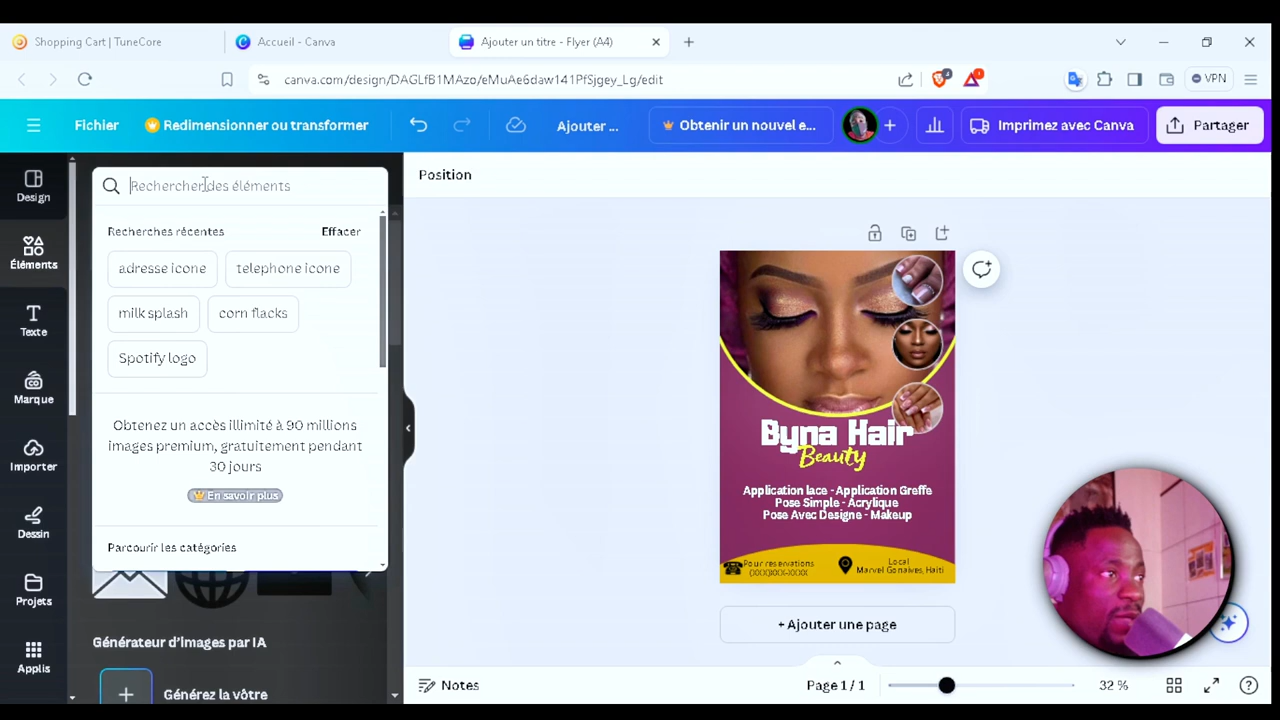 Shopping Cart | TuneCore
Accueil - Canva
Ajouter un titre - Flyer (A4)
canva.com/design/DAGLfB1MAzo/eMuAe6daw141PfSjgey_Lg/edit
VPN
Fichier
Redimensionner ou transformer
Ajouter ...
Obtenir un nouvel e...
Imprimez avec Canva
Partager
Design
Éléments
Texte
Marque
Importer
Dessin
Projets
Applis
Rechercher des éléments
Recherches récentes
Effacer
adresse icone
telephone icone
milk splash
corn flacks
Spotify logo
Obtenez un accès illimité à 90 millions
images premium, gratuitement pendant
30 jours
En savoir plus
Parcourir les catégories
Générateur d'images par IA
Générez la vôtre
Position
Byna Hair
Beauty
Application lace - Application Greffe
Pose Simple - Acrylique
Pose Avec Designe - Makeup
Pour reservations
(XXX)XXX-XXXX
Local
Marvel Gonaives, Haiti
+ Ajouter une page
Notes
Page 1 / 1
32 %